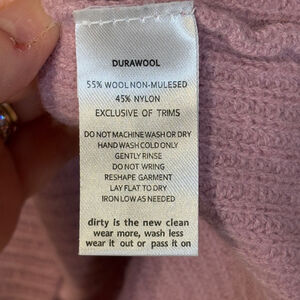 DURAWOOL
55% WOOL NON-MULESED
45% NYLON
EXCLUSIVE OF TRIMS
DO NOT MACHINE WASH OR DRY
HAND WASH COLD ONLY
GENTLY RINSE
DO NOT WRING
RESHAPE GARMENT
LAY FLAT TO DRY
IRON LOW AS NEEDED
dirty is the new clean
wear more, wash less
wear it out or pass it on